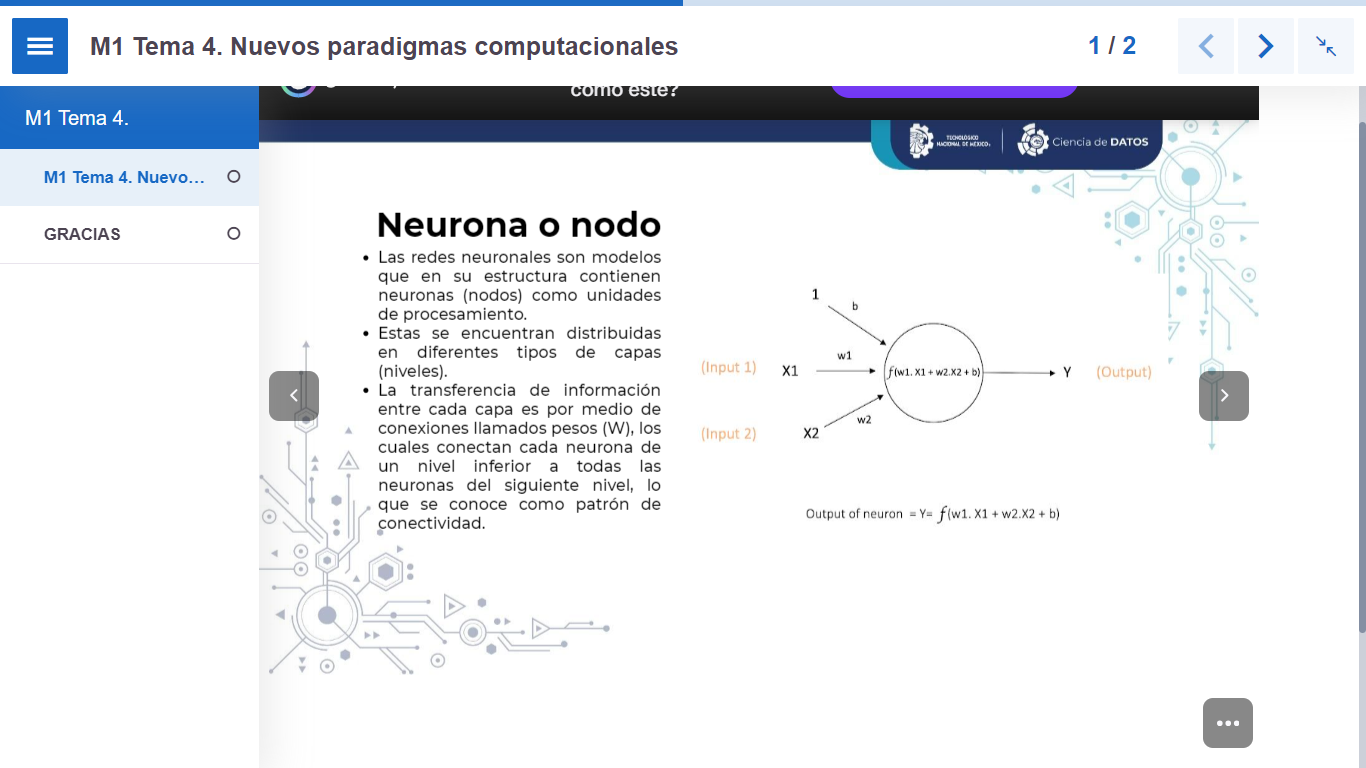 M1 Tema 4. Nuevos paradigmas computacionales
1 / 2
M1 Tema 4.
M1 Tema 4. Nuevo...
GRACIAS
como este?
TECNOLÓGICO
NACIONAL DE MÉXICO
Ciencia de DATOS
Neurona o nodo
• Las redes neuronales son modelos
que en su estructura contienen
neuronas (nodos) como unidades
de procesamiento.
• Estas se encuentran distribuidas
en diferentes tipos de capas
(niveles).
• La transferencia de información
entre cada capa es por medio de
conexiones llamados pesos (W), los
cuales conectan cada neurona de
un nivel inferior a todas las
neuronas del siguiente nivel, lo
que se conoce como patrón de
conectividad.
1
b
(Input 1)
X1
w1
f(w1. X1 + w2.X2 + b)
Y
(Output)
(Input 2)
X2
w2
Output of neuron = Y= f(w1. X1 + w2.X2 + b)